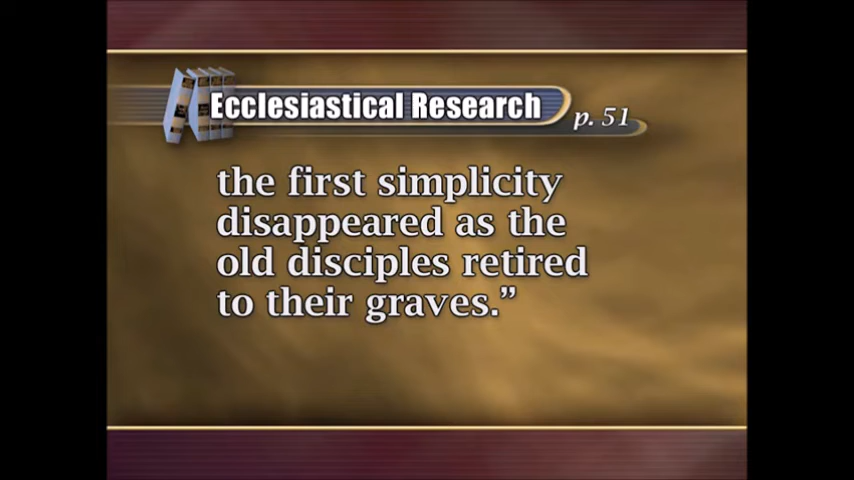 Ecclesiastical Research p. 51
the first simplicity
disappeared as the
old disciples retired
to their graves.”